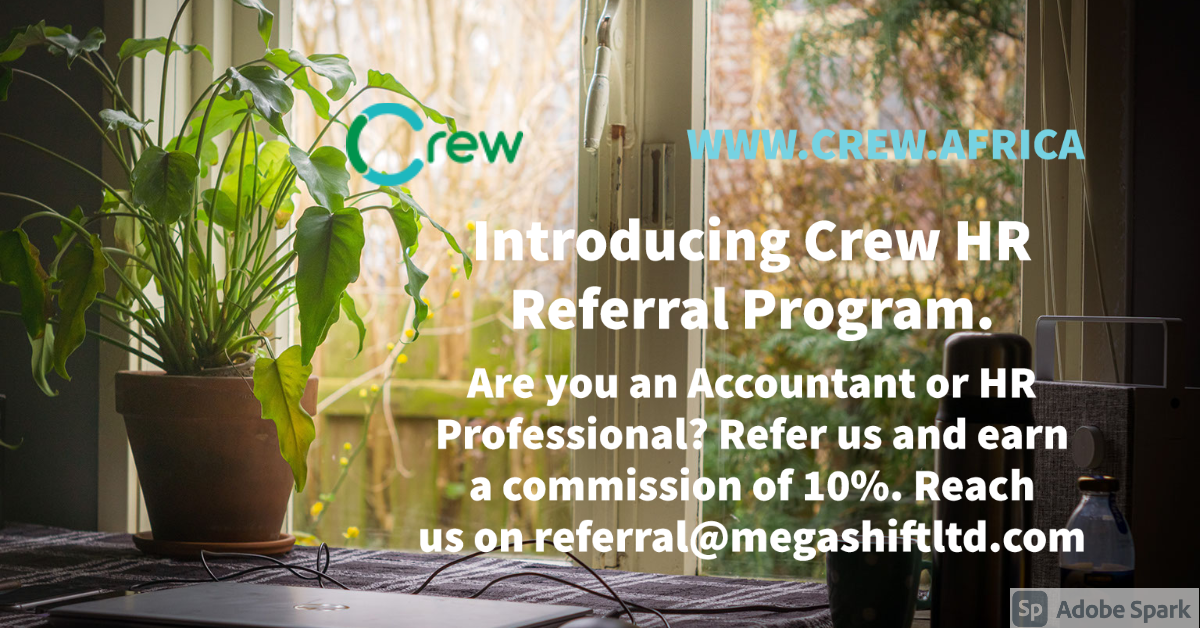 Crew
WWW.CREW.AFRICA
Introducing Crew HR
Referral Program.
Are you an Accountant or HR
Professional? Refer us and earn
a commission of 10%. Reach
us on referral@megashiftltd.com
Sp Adobe Spark